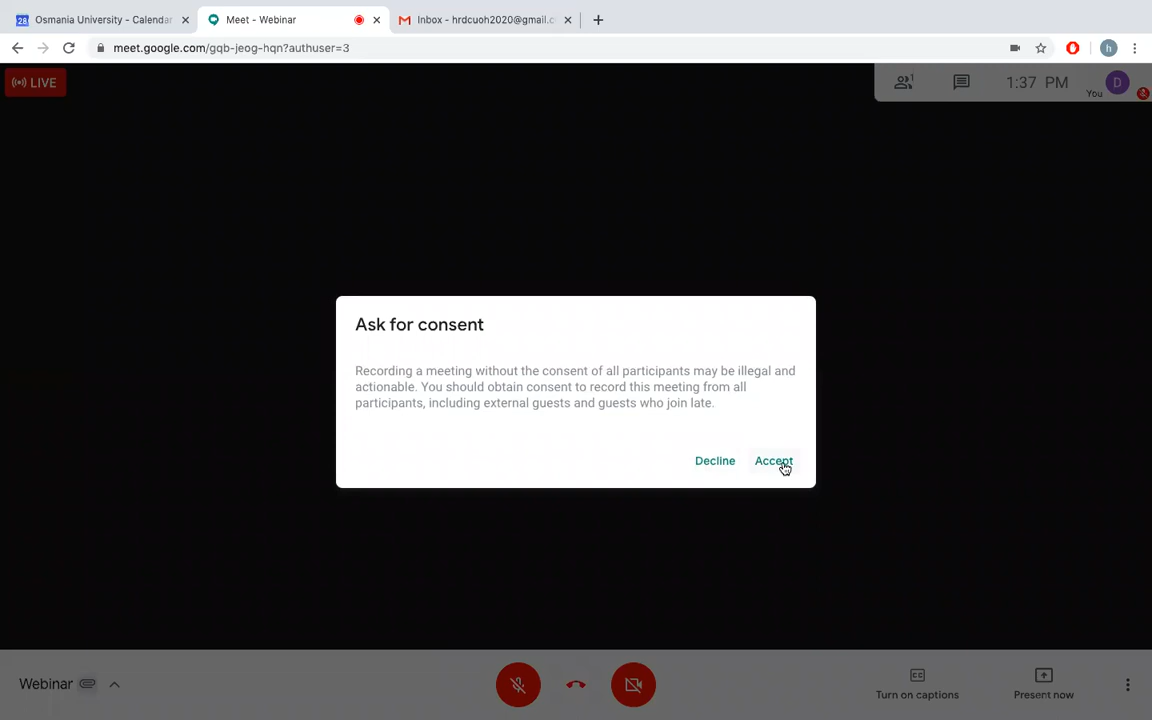 28 Osmania University - Calendar
Meet - Webinar
Inbox - hrdcuoh2020@gmail.c
meet.google.com/gqb-jeog-hqn?authuser=3
h
LIVE
1
1:37 PM
You
D
Ask for consent
Recording a meeting without the consent of all participants may be illegal and
actionable. You should obtain consent to record this meeting from all
participants, including external guests and guests who join late.
Decline Accept
Webinar
CC
Turn on captions
Present now